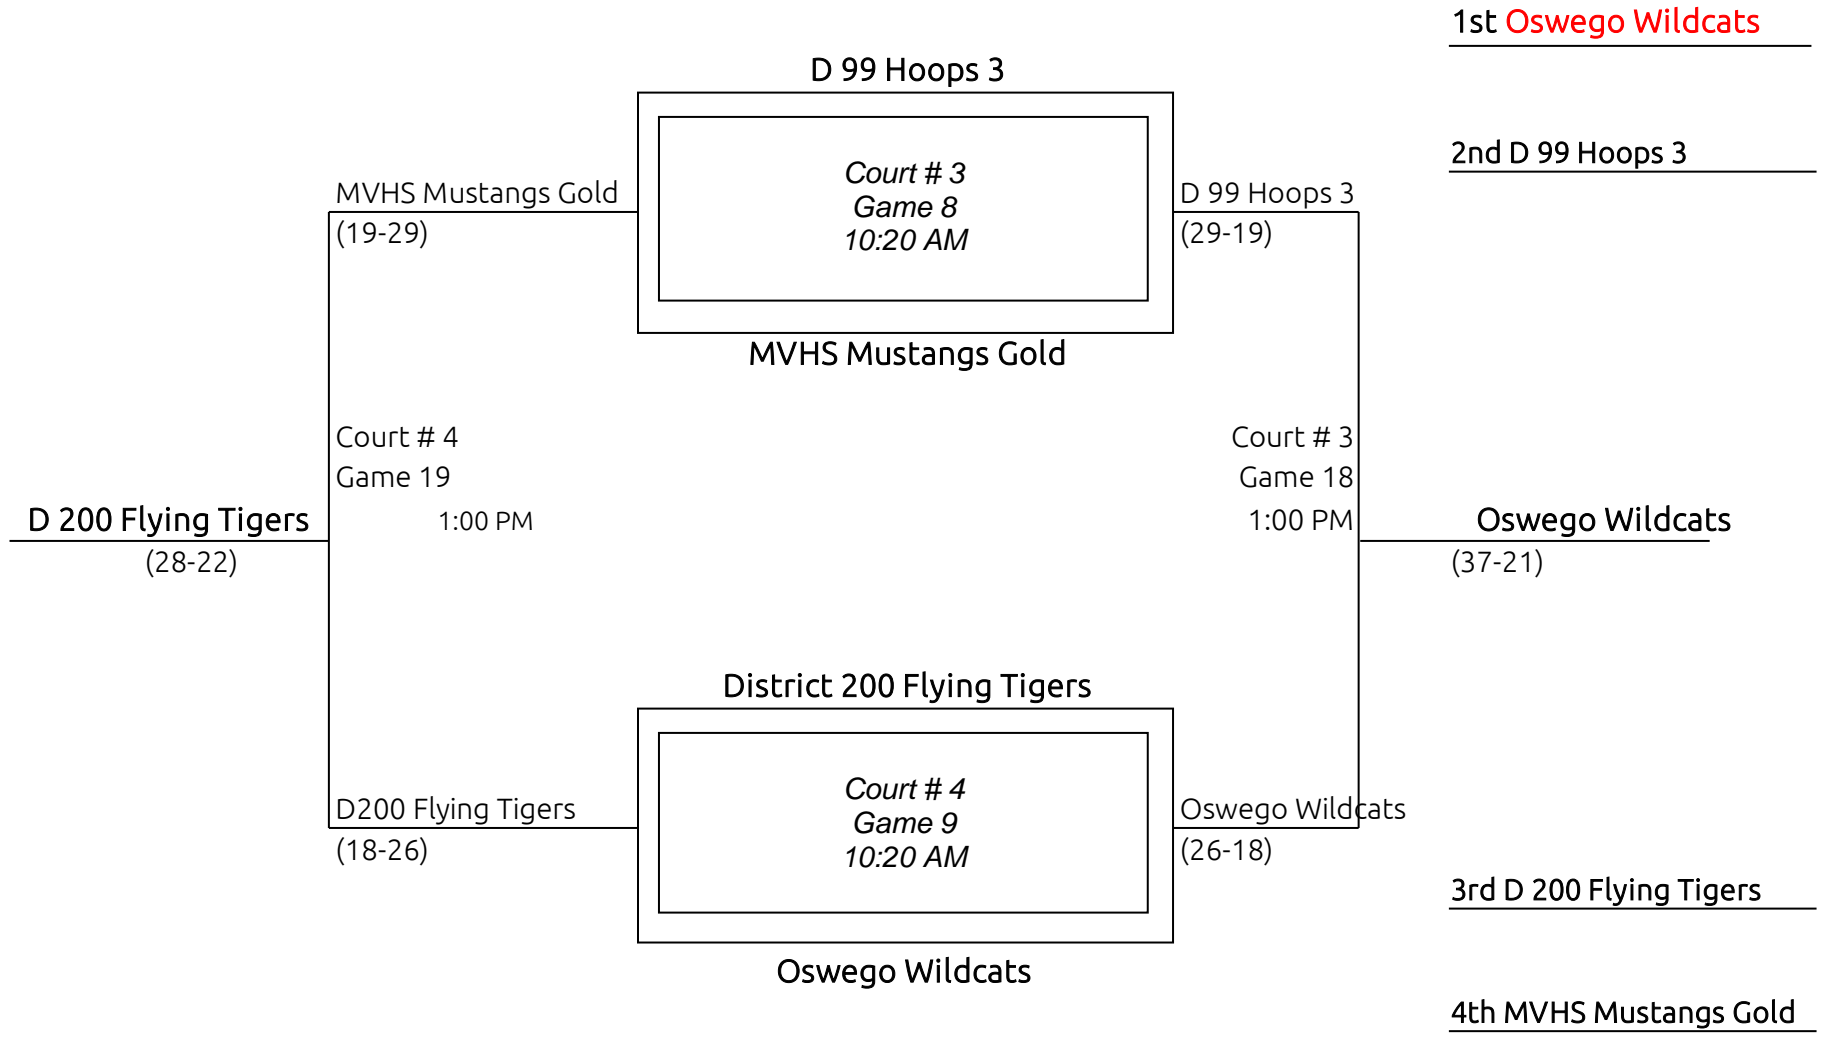 1st Oswego Wildcats
D 99 Hoops 3
2nd D 99 Hoops 3
Court # 3
Game 8
10:20 AM
MVHS Mustangs Gold
(19-29)
D 99 Hoops 3
(29-19)
MVHS Mustangs Gold
Court # 4
Game 19
1:00 PM
Court # 3
Game 18
1:00 PM
D 200 Flying Tigers
(28-22)
Oswego Wildcats
(37-21)
District 200 Flying Tigers
Court # 4
Game 9
10:20 AM
D200 Flying Tigers
(18-26)
Oswego Wildcats
(26-18)
Oswego Wildcats
3rd D 200 Flying Tigers
4th MVHS Mustangs Gold